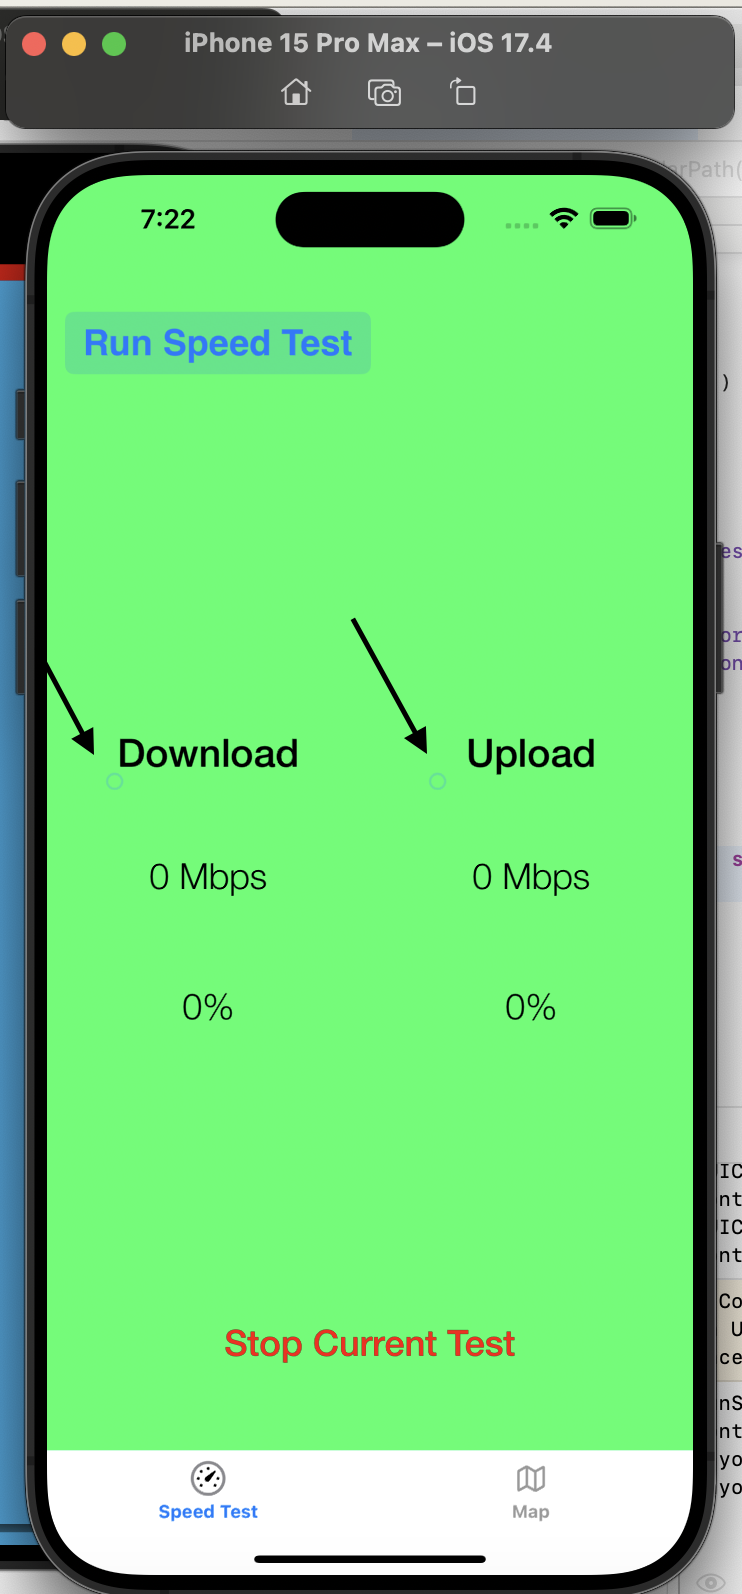 iPhone 15 Pro Max – iOS 17.4
7:22
Run Speed Test
Download
Upload
0 Mbps
0 Mbps
0%
0%
Stop Current Test
Speed Test
Map